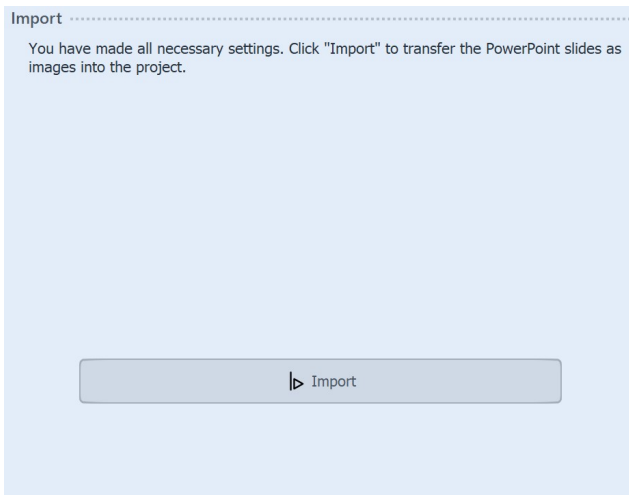 Import
You have made all necessary settings. Click "Import" to transfer the PowerPoint slides as
images into the project.
Import